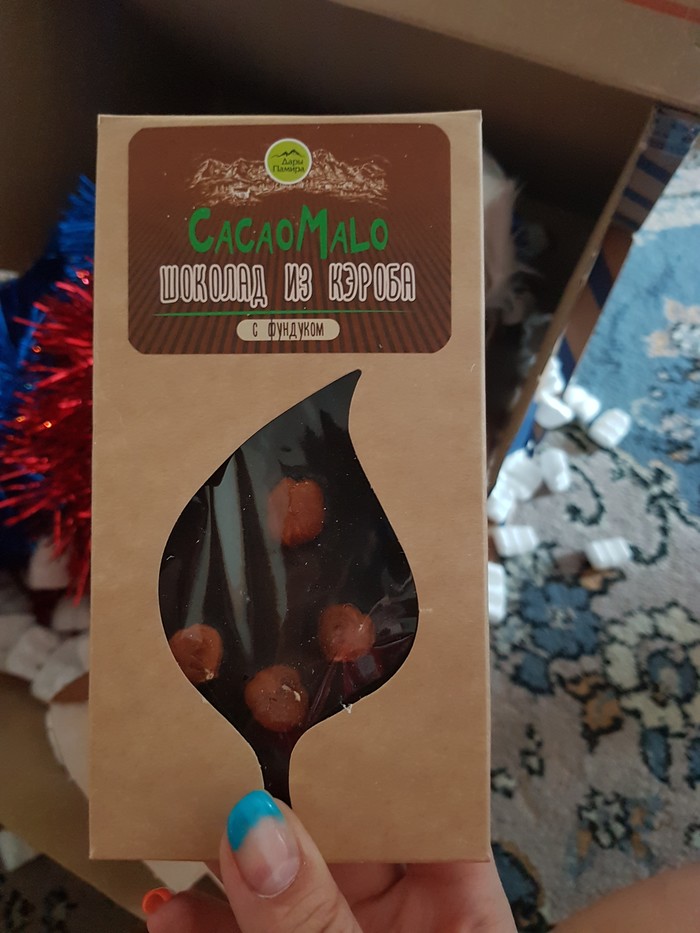 Дары
Памира
CacaoMalo
ШОКОЛАД ИЗ КЭРОБА
с фундуком